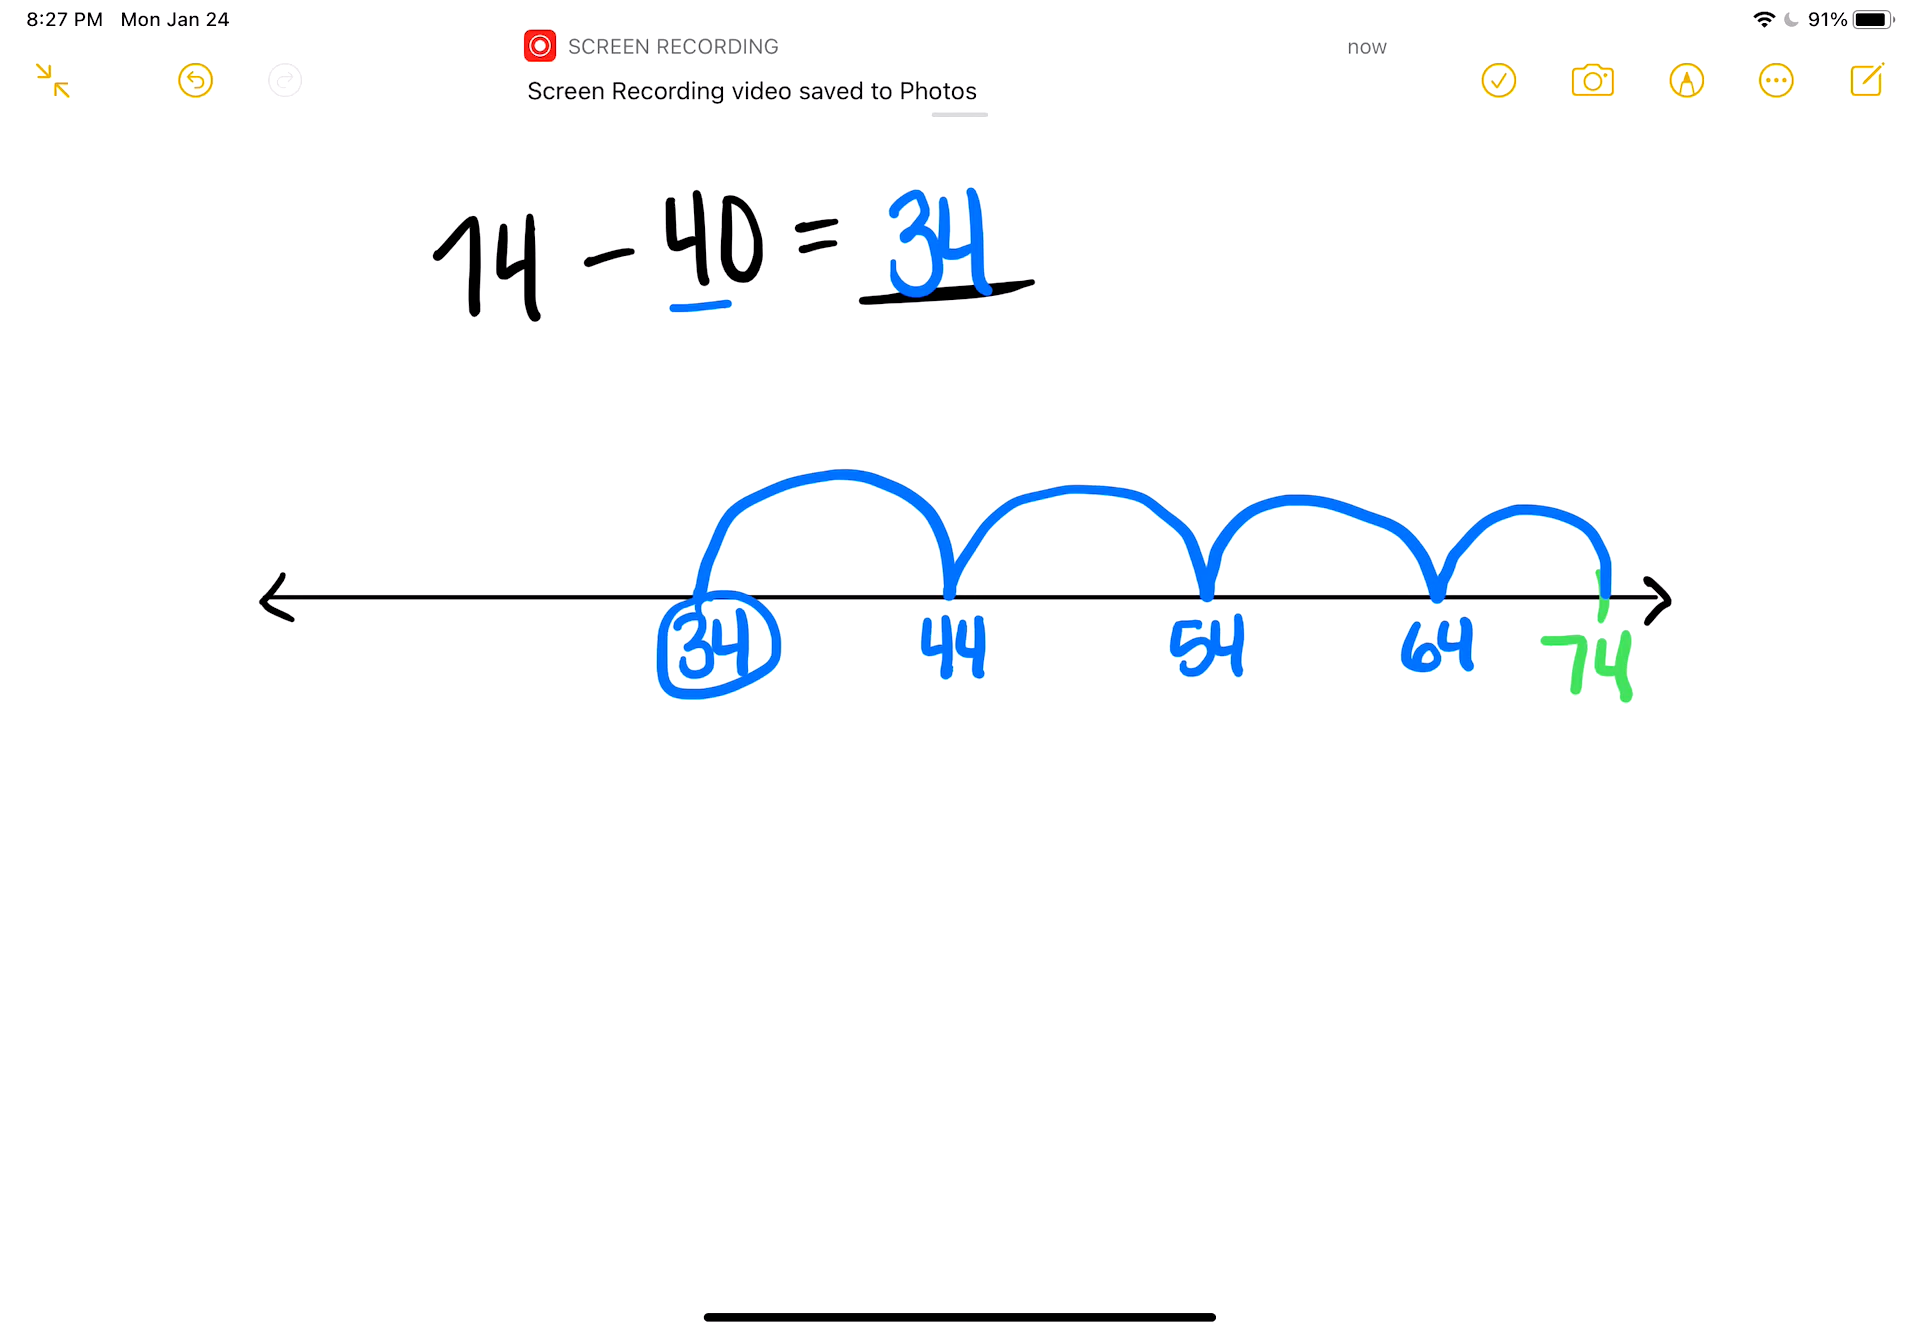 8:27 PM Mon Jan 24
91%
SCREEN RECORDING
now
Screen Recording video saved to Photos
74 - 40 = 34
34 44 54 64 74